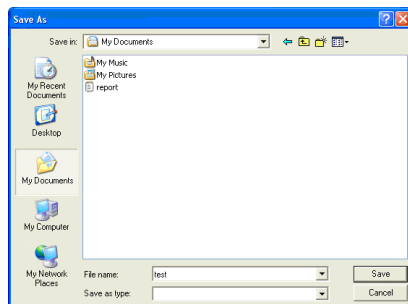 Save As
Save in:
My Documents
My Recent
Documents
Desktop
My Documents
My Computer
My Network
Places
My Music
My Pictures
report
File name:
test
Save
Save as type:
Cancel